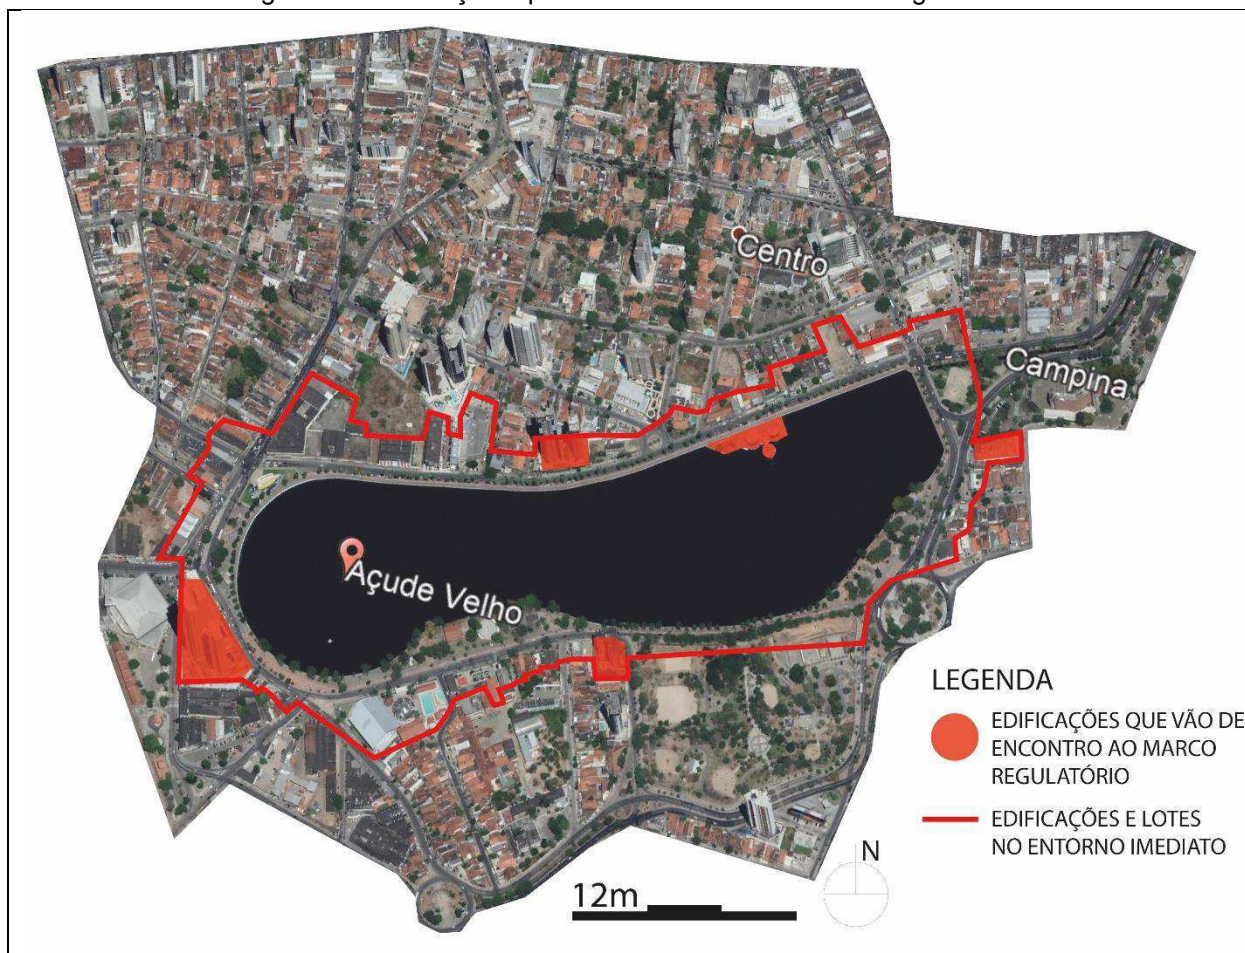 Centro
Campina
Açude Velho
LEGENDA
EDIFICAÇÕES QUE VÃO DE
ENCONTRO AO MARCO
REGULATÓRIO
EDIFICAÇÕES E LOTES
NO ENTORNO IMEDIATO
N
12m